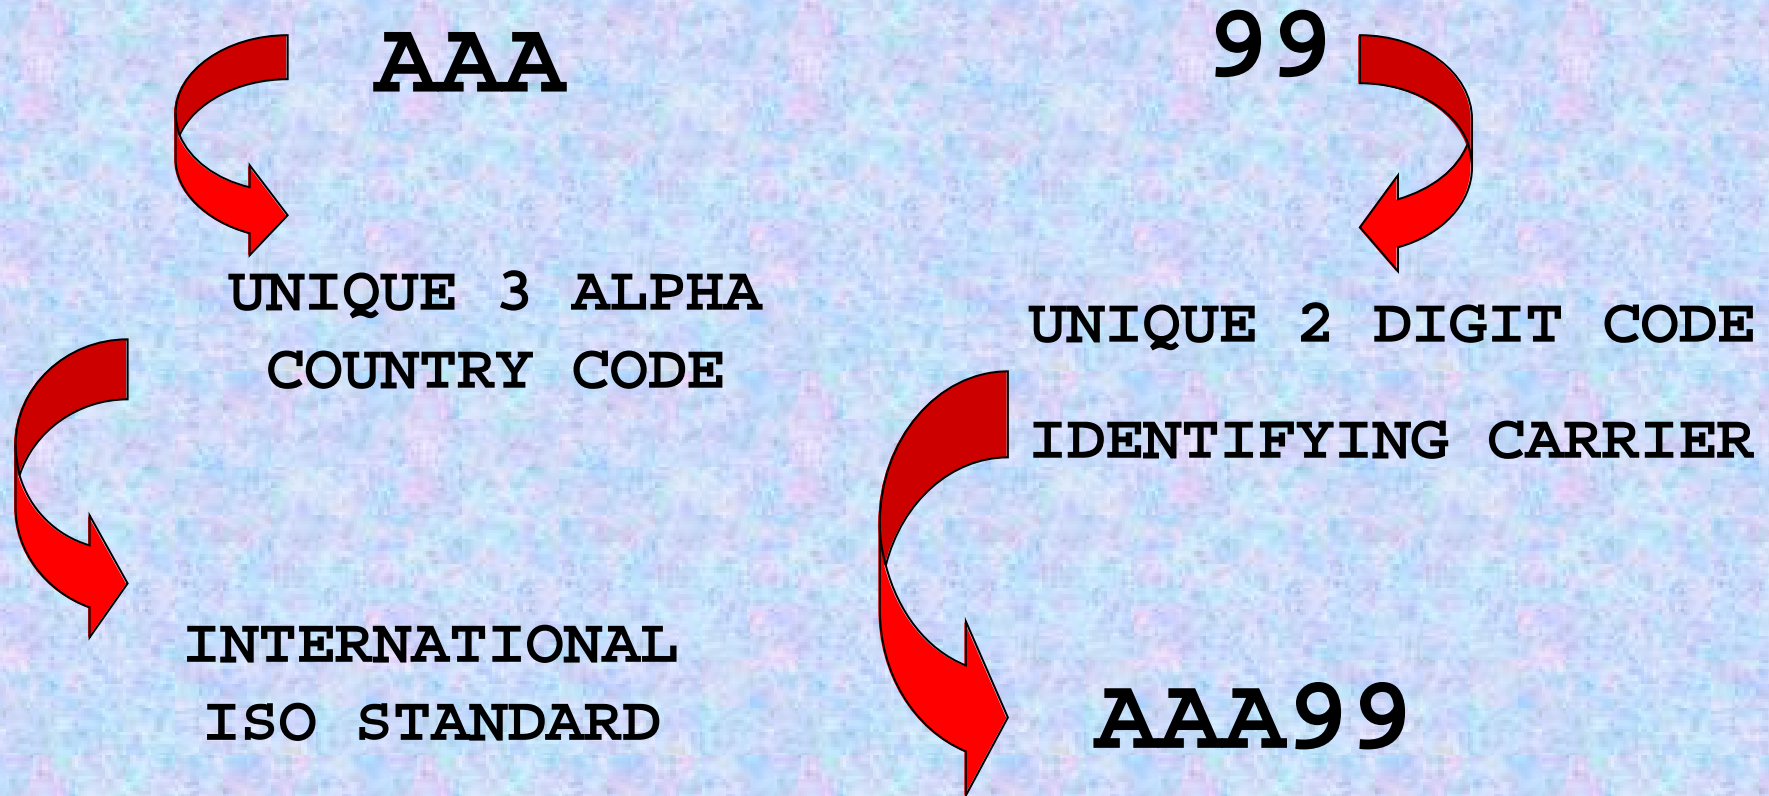 AAA
UNIQUE 3 ALPHA
COUNTRY CODE
INTERNATIONAL
ISO STANDARD
99
UNIQUE 2 DIGIT CODE
IDENTIFYING CARRIER
AAA99